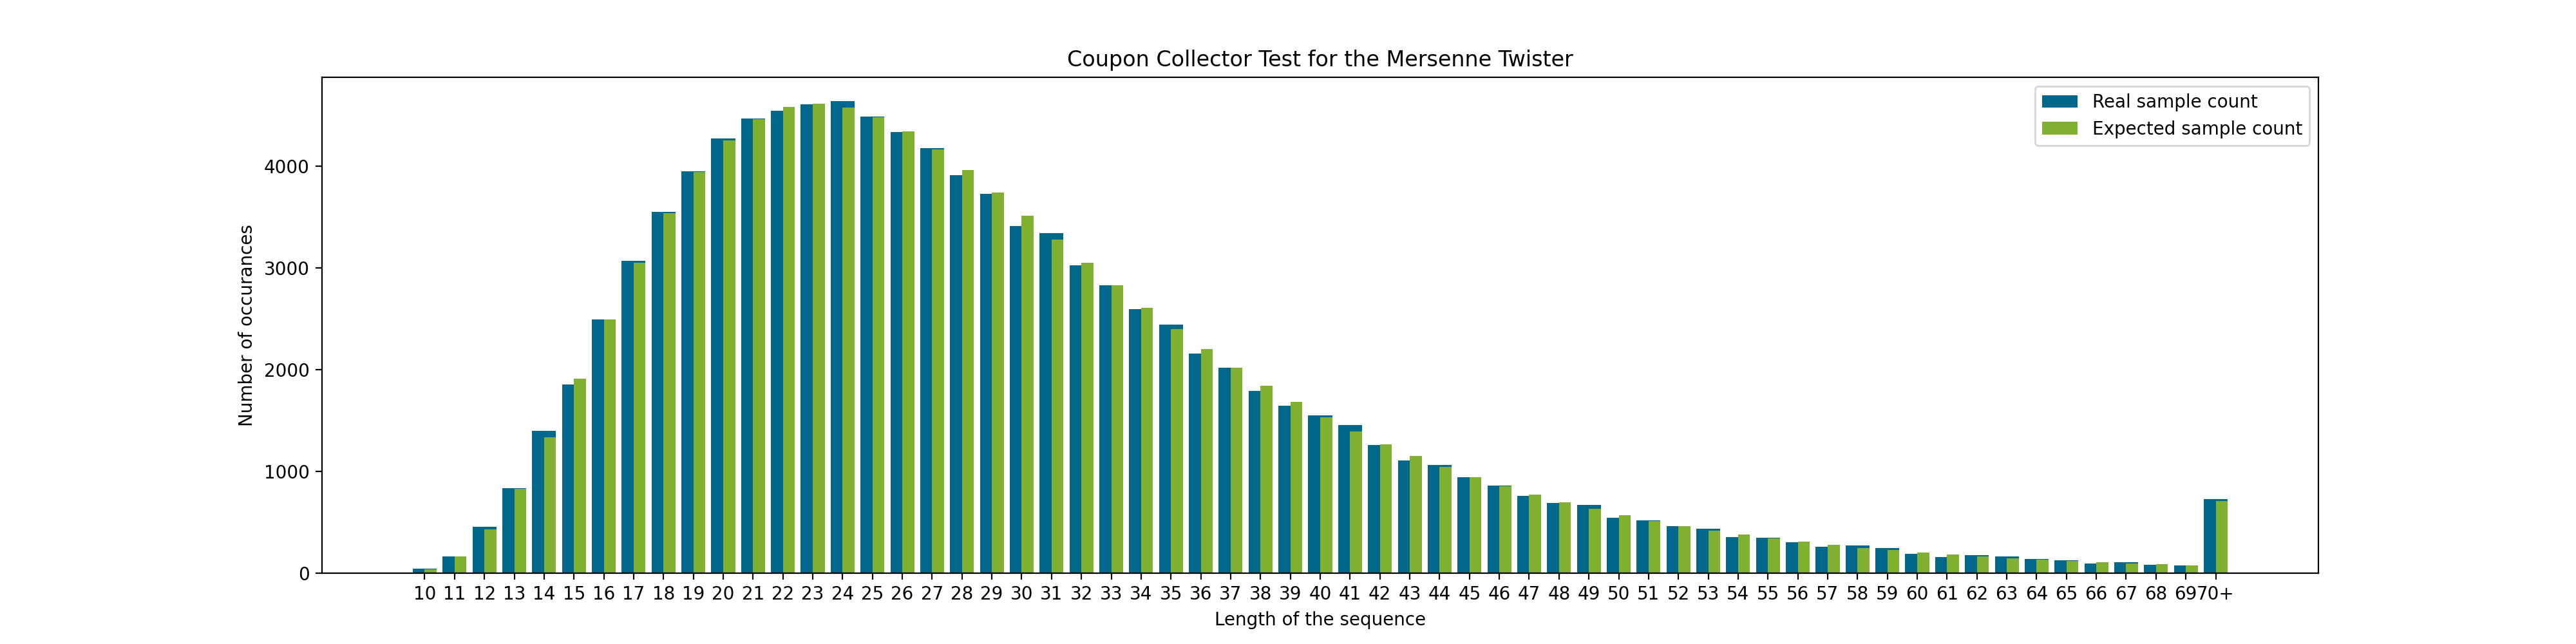 Coupon Collector Test for the Mersenne Twister
Real sample count
Expected sample count
Number of occurances
4000
3000
2000
1000
0
10 11 12 13 14 15 16 17 18 19 20 21 22 23 24 25 26 27 28 29 30 31 32 33 34 35 36 37 38 39 40 41 42 43 44 45 46 47 48 49 50 51 52 53 54 55 56 57 58 59 60 61 62 63 64 65 66 67 68 69 70+
Length of the sequence